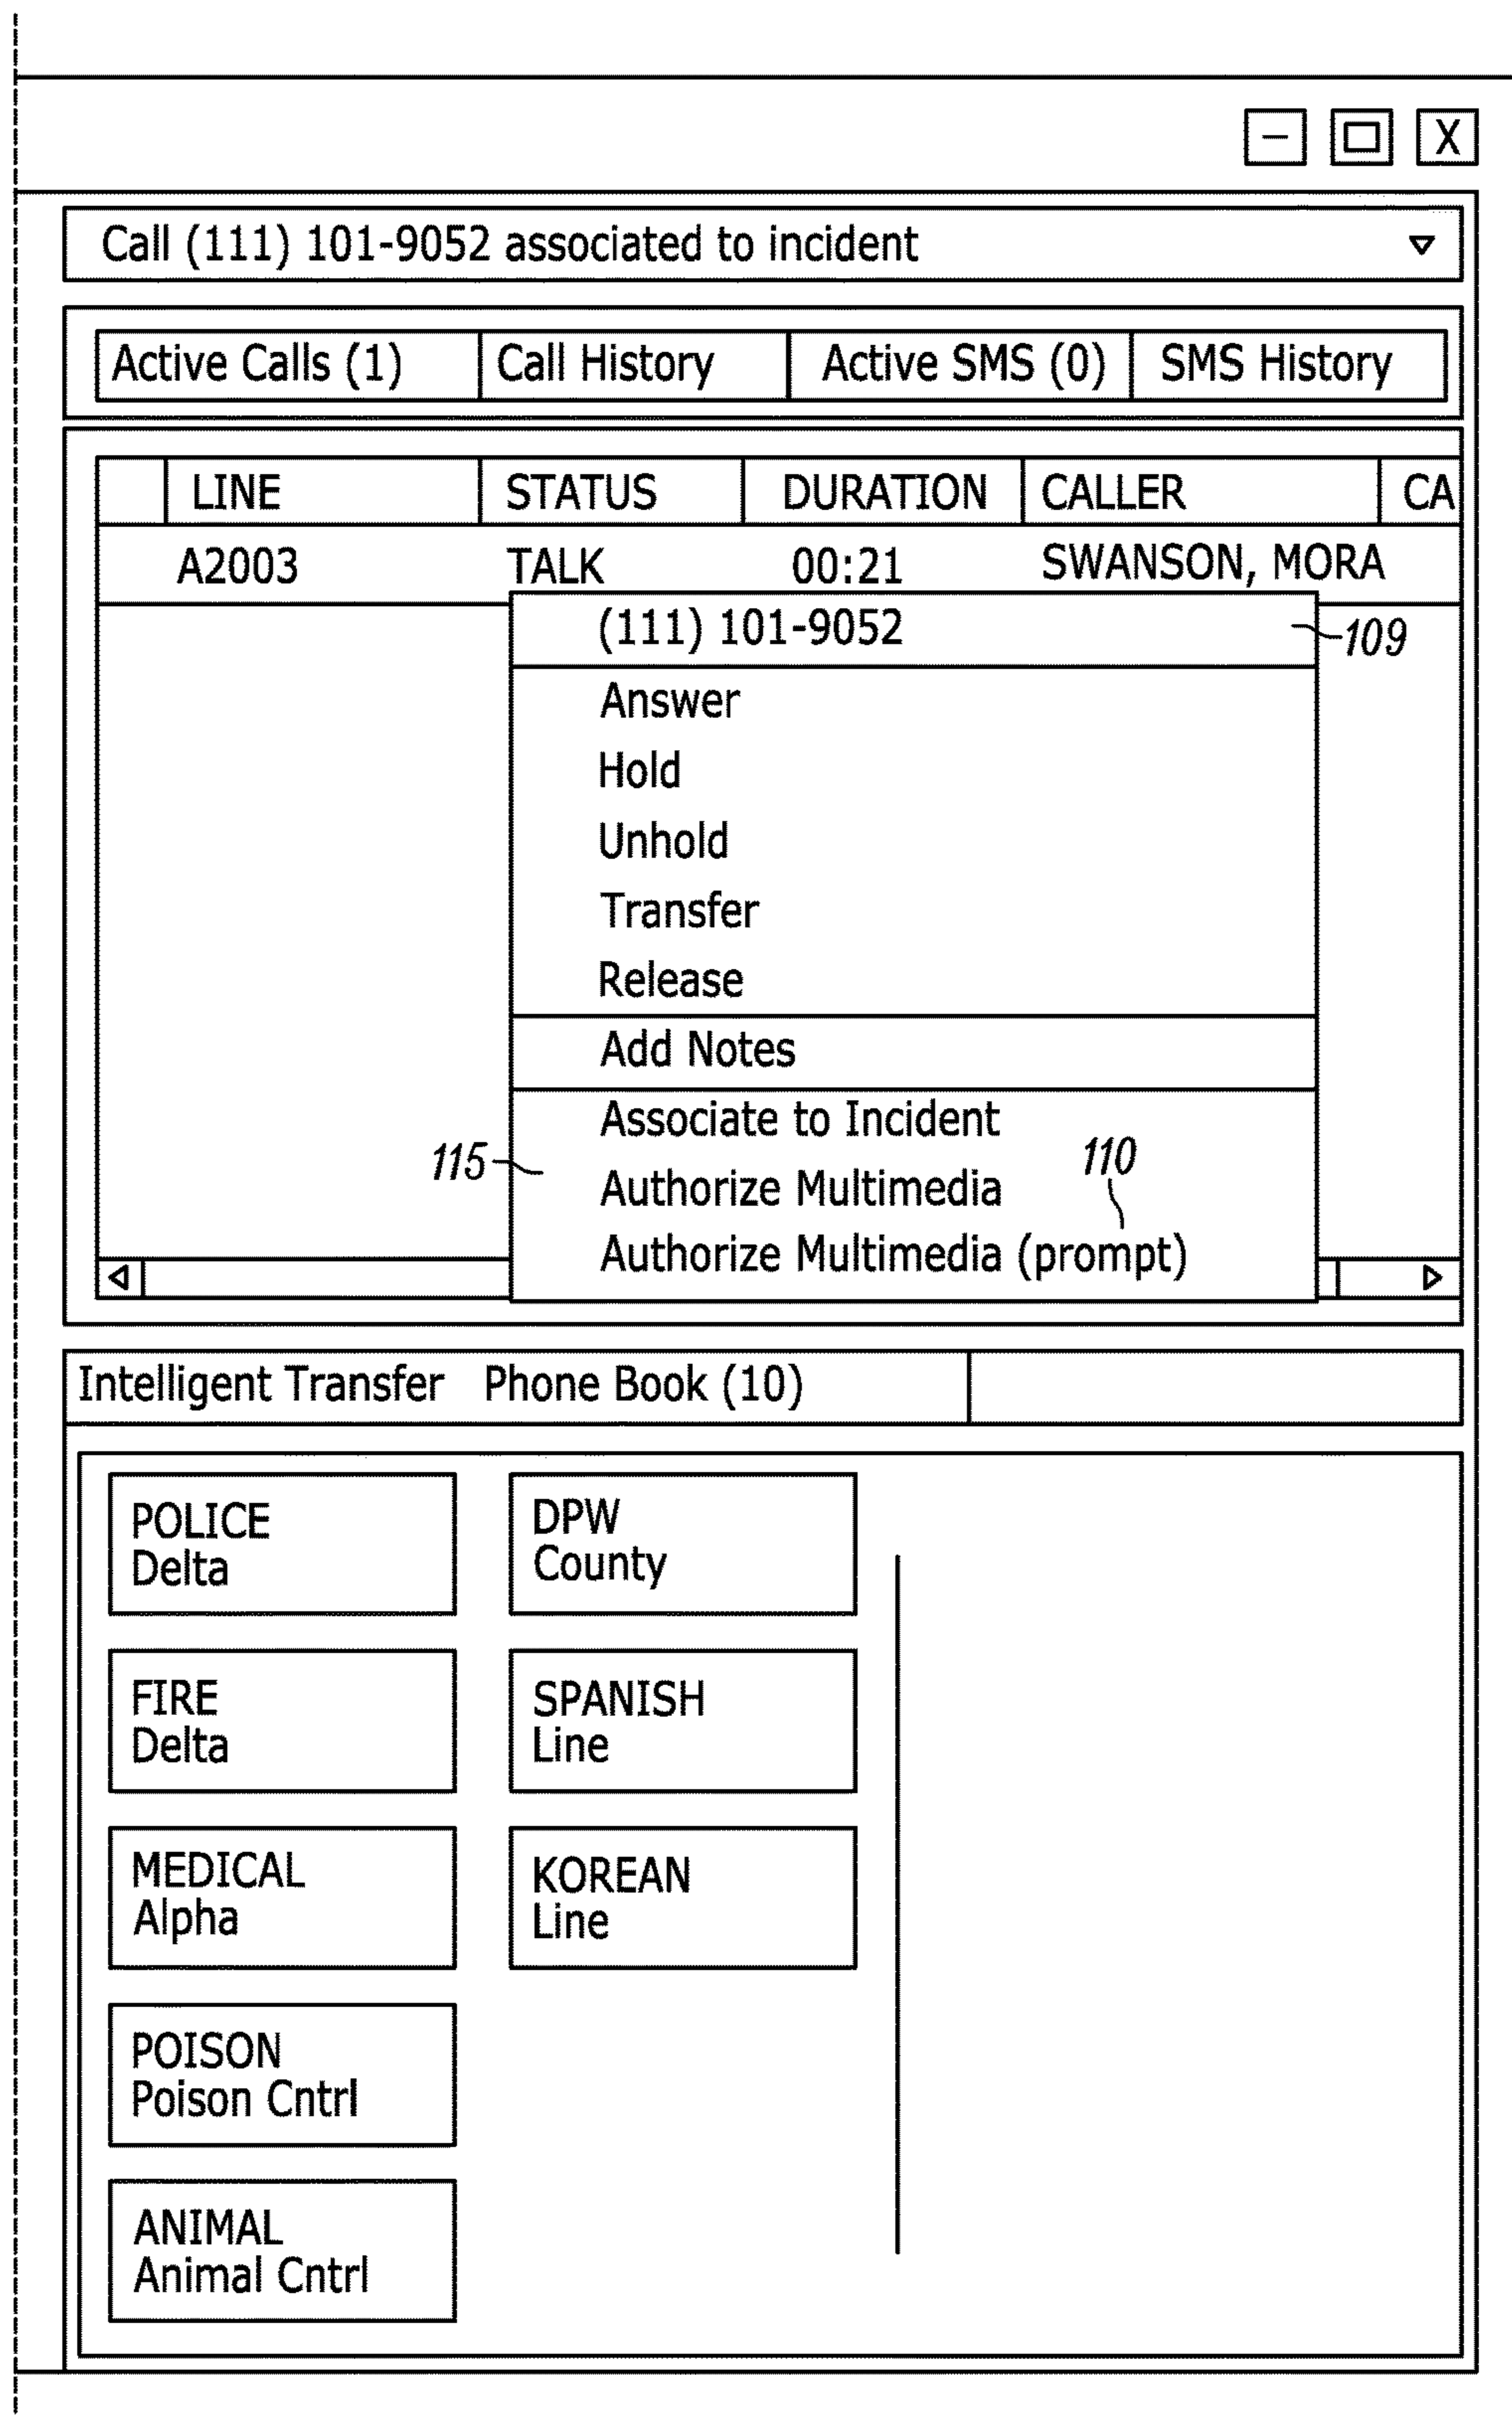 X
Call (111) 101-9052 associated to incident
Active Calls (1) Call History Active SMS (0) SMS History
LINE STATUS DURATION CALLER CA
A2003 TALK 00:21 SWANSON, MORA
(111) 101-9052
109
Answer
Hold
Unhold
Transfer
Release
Add Notes
Associate to Incident
115
110
Authorize Multimedia
Authorize Multimedia (prompt)
Intelligent Transfer Phone Book (10)
POLICE
Delta
DPW
County
FIRE
Delta
SPANISH
Line
MEDICAL
Alpha
KOREAN
Line
POISON
Poison Cntrl
ANIMAL
Animal Cntrl